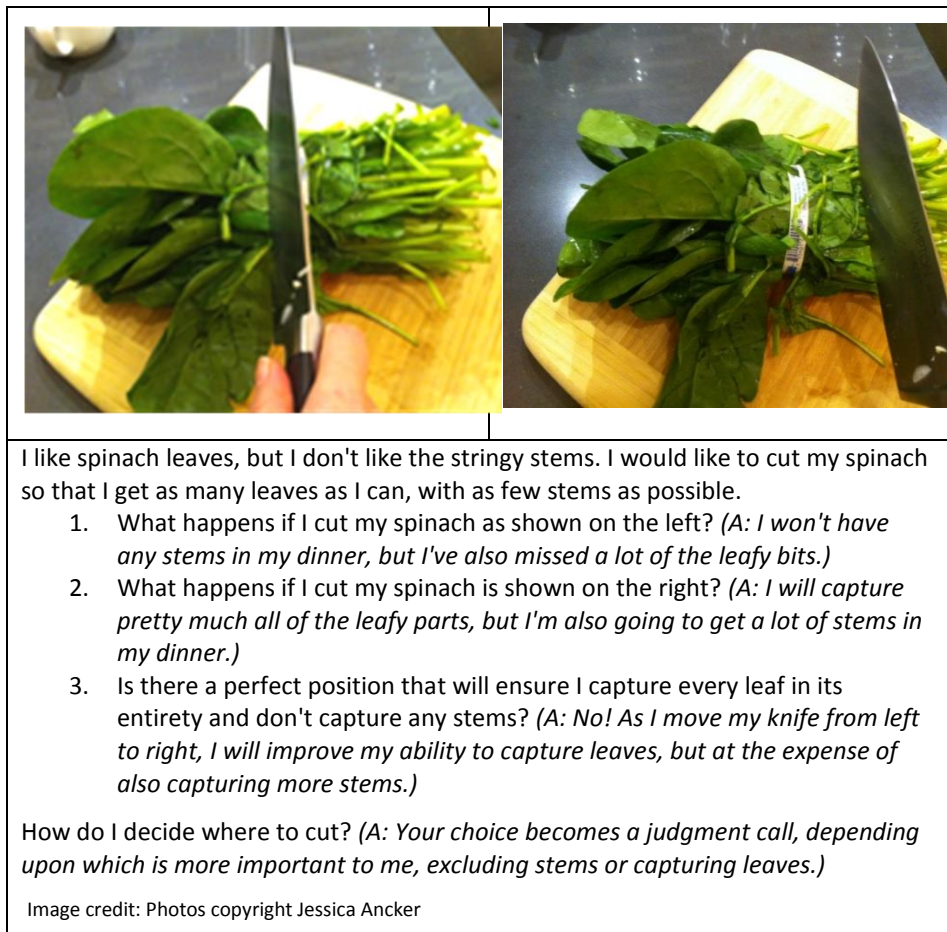 I like spinach leaves, but I don't like the stringy stems. I would like to cut my spinach
so that I get as many leaves as I can, with as few stems as possible.
1. What happens if I cut my spinach as shown on the left? (A: I won't have
any stems in my dinner, but I've also missed a lot of the leafy bits.)
2. What happens if I cut my spinach is shown on the right? (A: I will capture
pretty much all of the leafy parts, but I'm also going to get a lot of stems in
my dinner.)
3. Is there a perfect position that will ensure I capture every leaf in its
entirety and don't capture any stems? (A: No! As I move my knife from left
to right, I will improve my ability to capture leaves, but at the expense of
also capturing more stems.)
How do I decide where to cut? (A: Your choice becomes a judgment call, depending
upon which is more important to me, excluding stems or capturing leaves.)
Image credit: Photos copyright Jessica Ancker